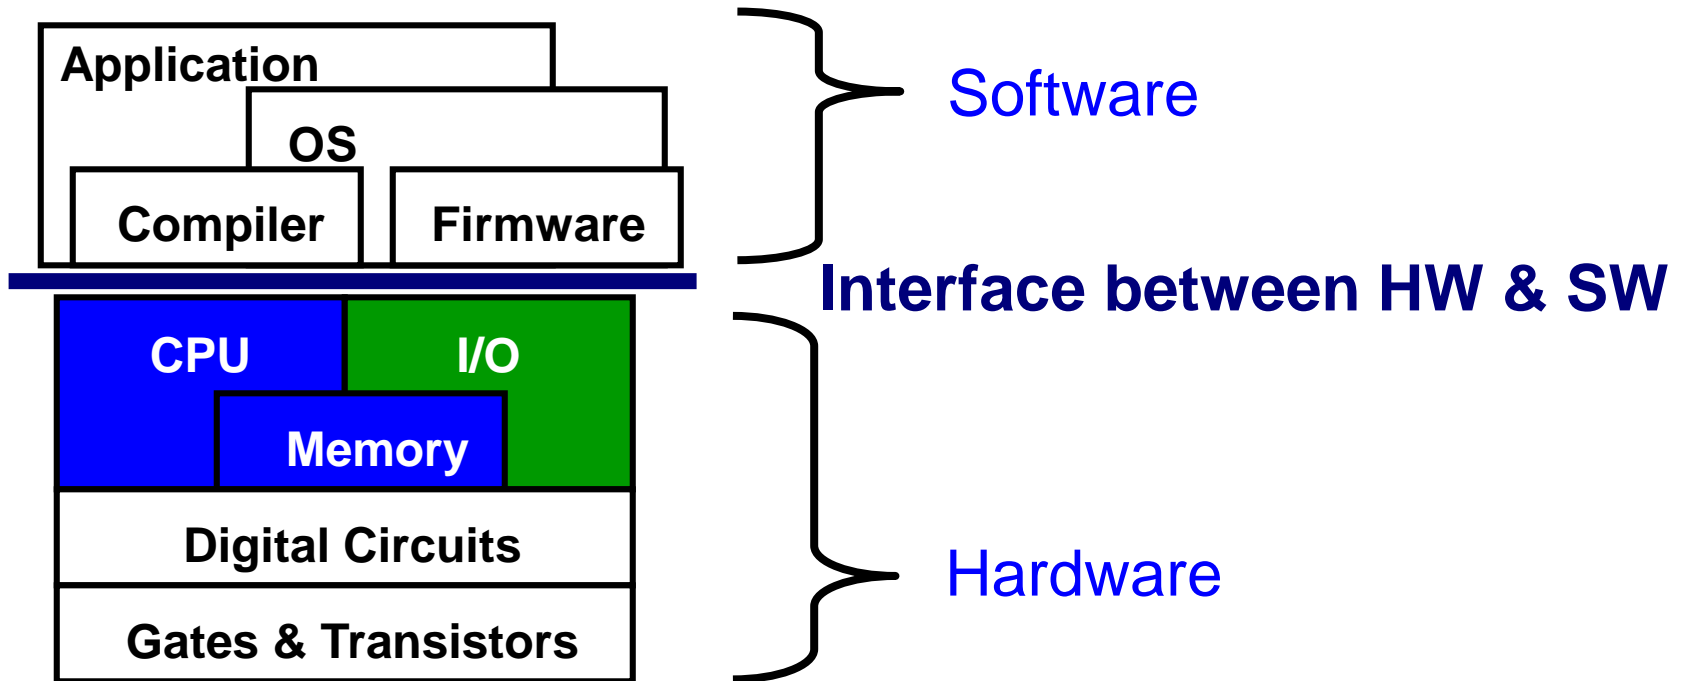 Application
OS
Compiler
Firmware
Software
Interface between HW & SW
CPU
I/O
Memory
Digital Circuits
Gates & Transistors
Hardware